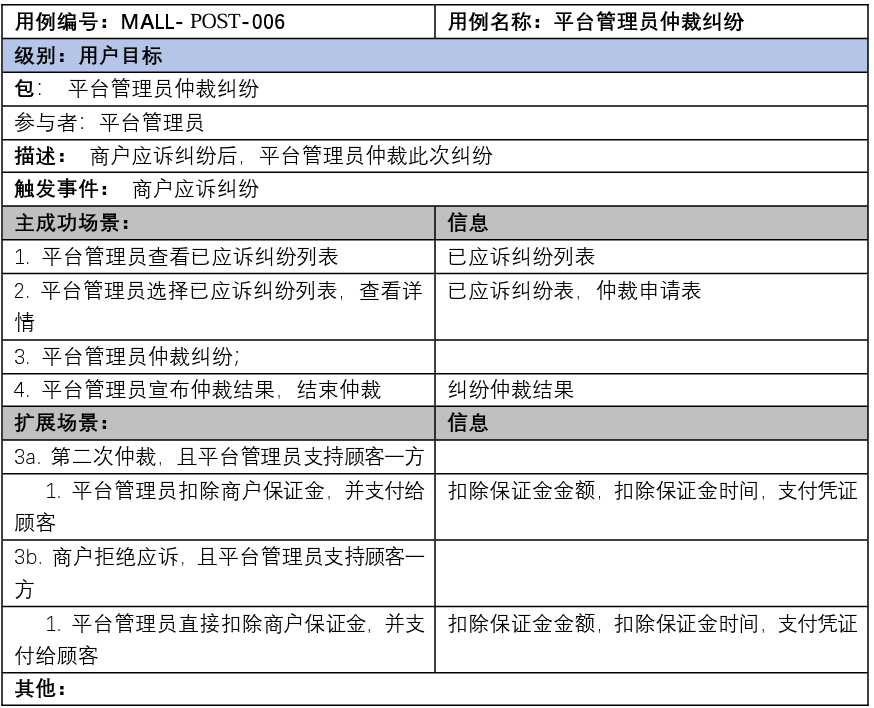 用例编号：MALL- POST-006 用例名称：平台管理员仲裁纠纷
级别：用户目标
包： 平台管理员仲裁纠纷
参与者：平台管理员
描述： 商户应诉纠纷后，平台管理员仲裁此次纠纷
触发事件： 商户应诉纠纷
主成功场景： 信息
1. 平台管理员查看已应诉纠纷列表 已应诉纠纷列表
2. 平台管理员选择已应诉纠纷列表，查看详 已应诉纠纷表，仲裁申请表
情
3. 平台管理员仲裁纠纷;
4. 平台管理员宣布仲裁结果，结束仲裁 纠纷仲裁结果
扩展场景： 信息
3a. 第二次仲裁，且平台管理员支持顾客一方
1. 平台管理员扣除商户保证金，并支付给 扣除保证金金额，扣除保证金时间，支付凭证
顾客
3b. 商户拒绝应诉，且平台管理员支持顾客一
方
1. 平台管理员直接扣除商户保证金，并支 扣除保证金金额，扣除保证金时间，支付凭证
付给顾客
其他：